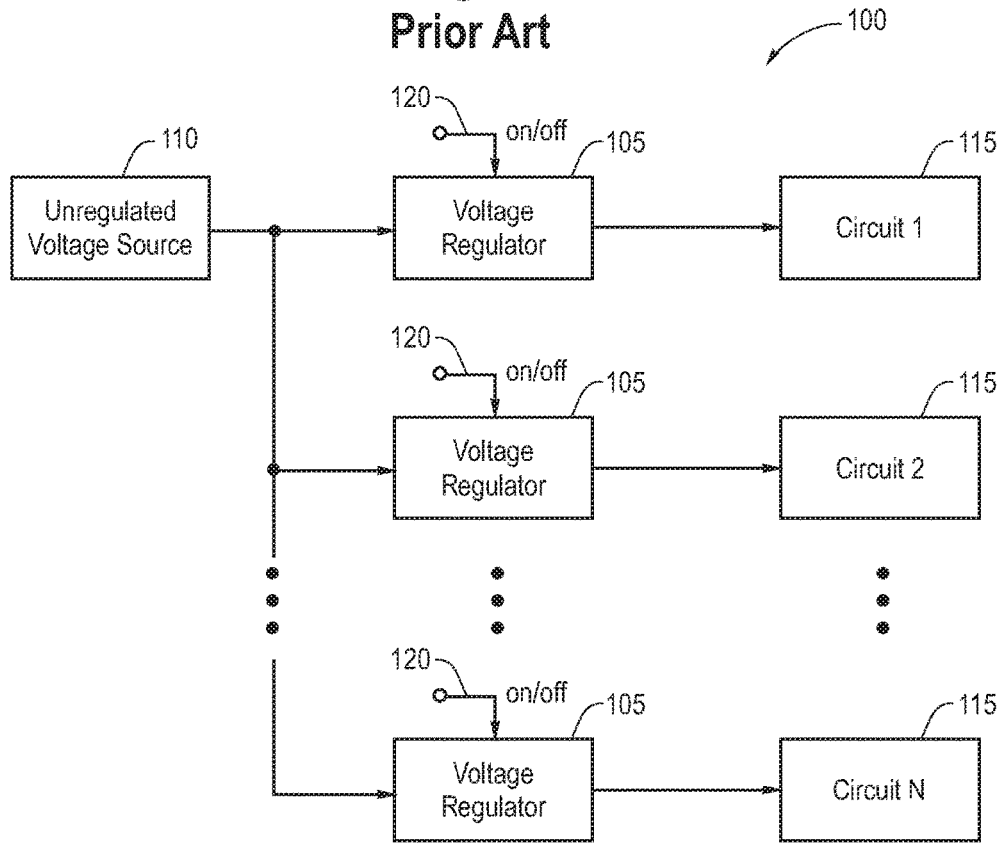 Prior Art
100
120
on/off
110
105
115
Unregulated
Voltage Source
Voltage
Regulator
Circuit 1
120
on/off
105
115
Voltage
Regulator
Circuit 2
120
on/off
105
115
Voltage
Regulator
Circuit N